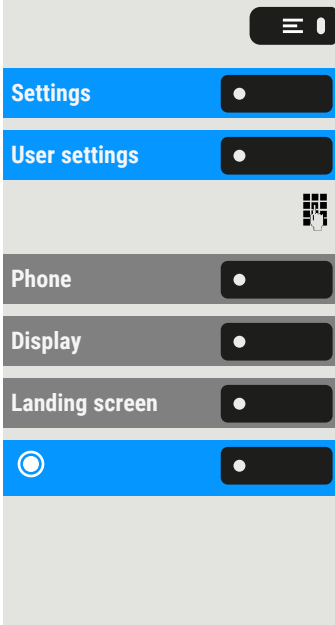 Settings
User settings
Phone
Display
Landing screen